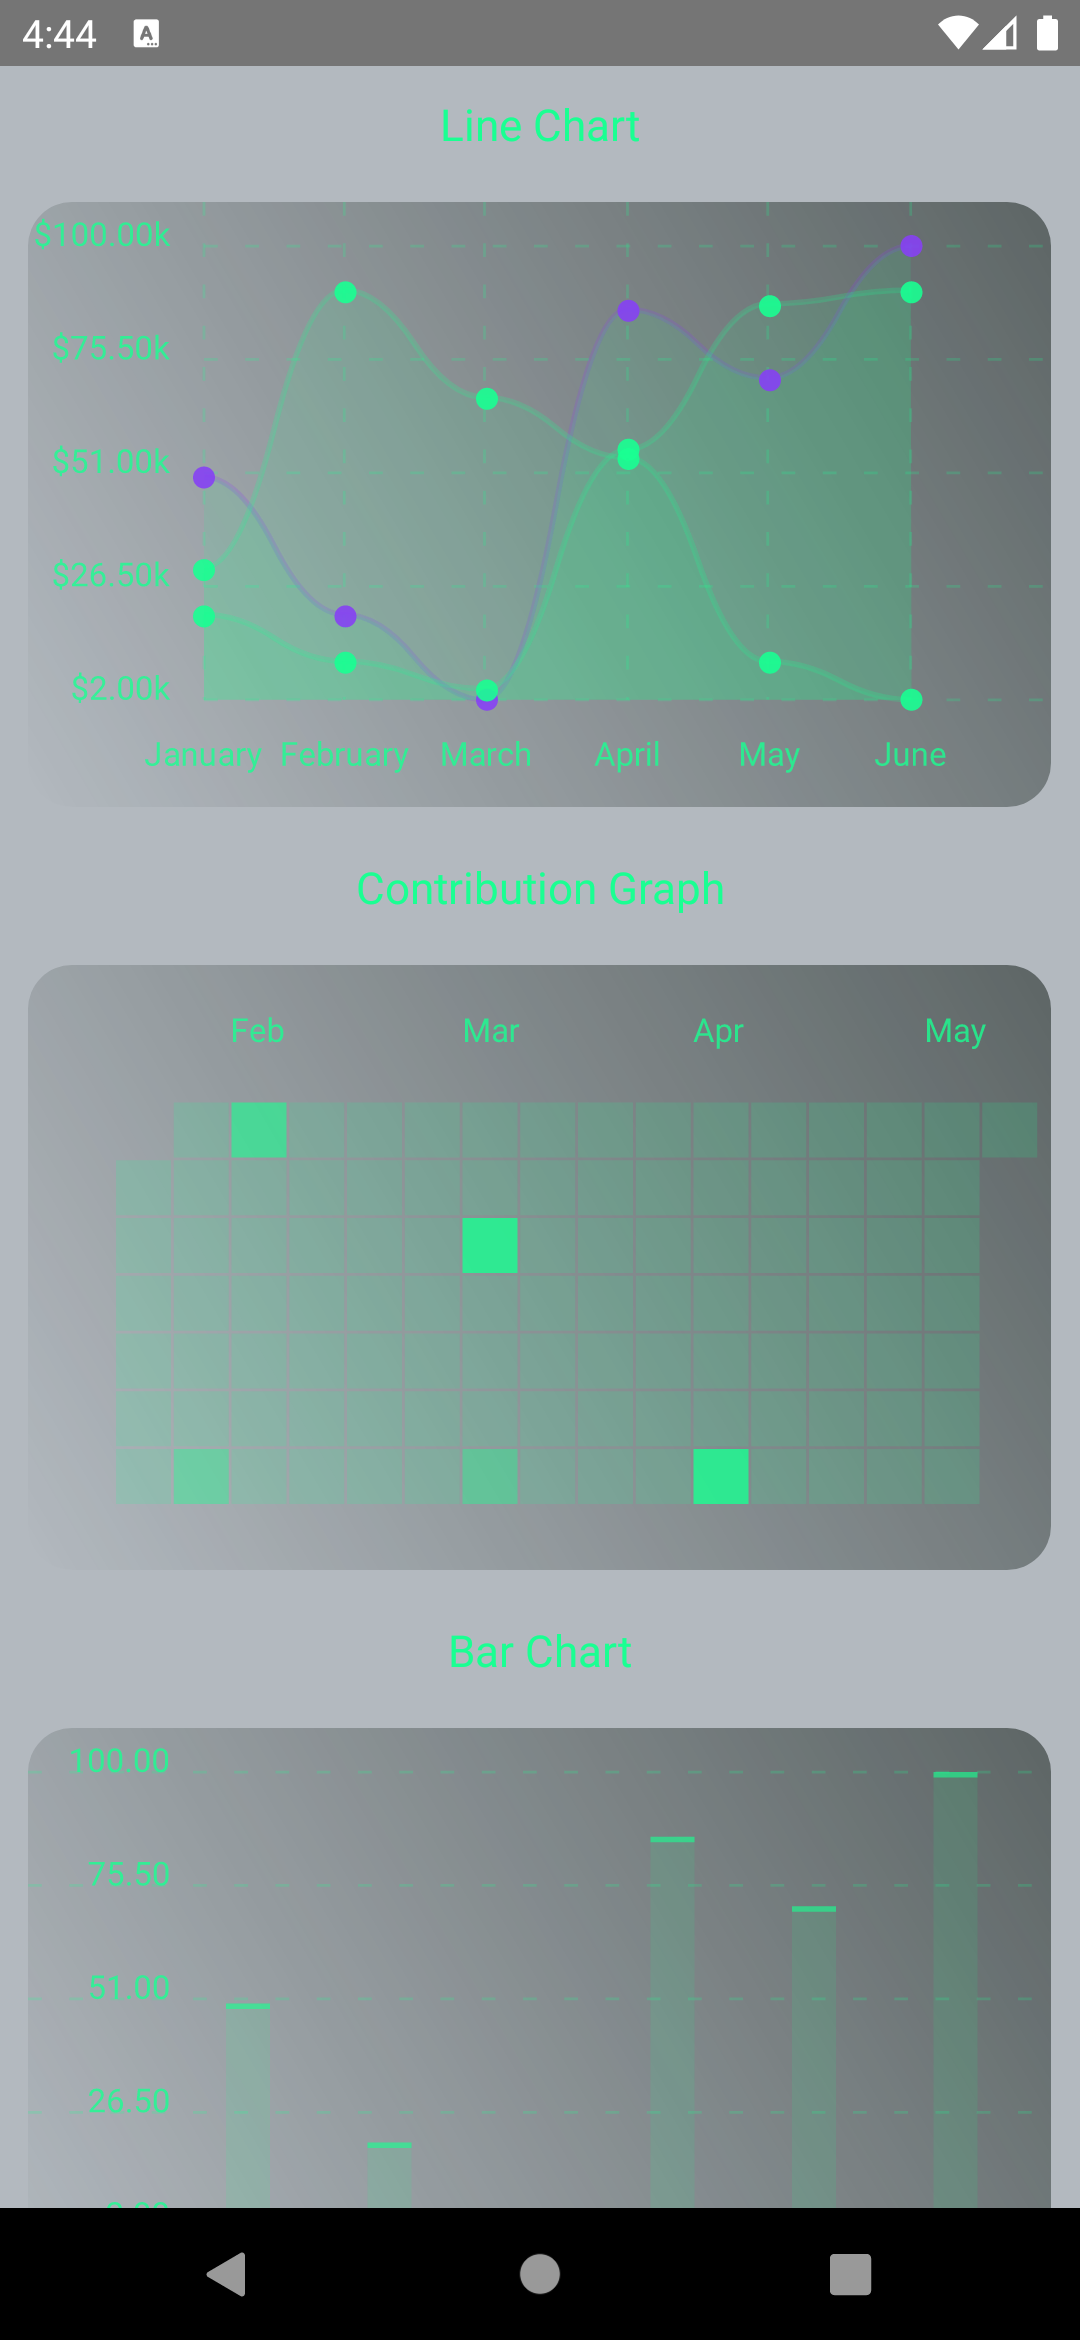 4:44
Line Chart
$100.00k
$75.50k
$51.00k
$26.50k
$2.00k
January February March April May June
Contribution Graph
Feb Mar Apr May
Bar Chart
100.00
75.50
51.00
26.50